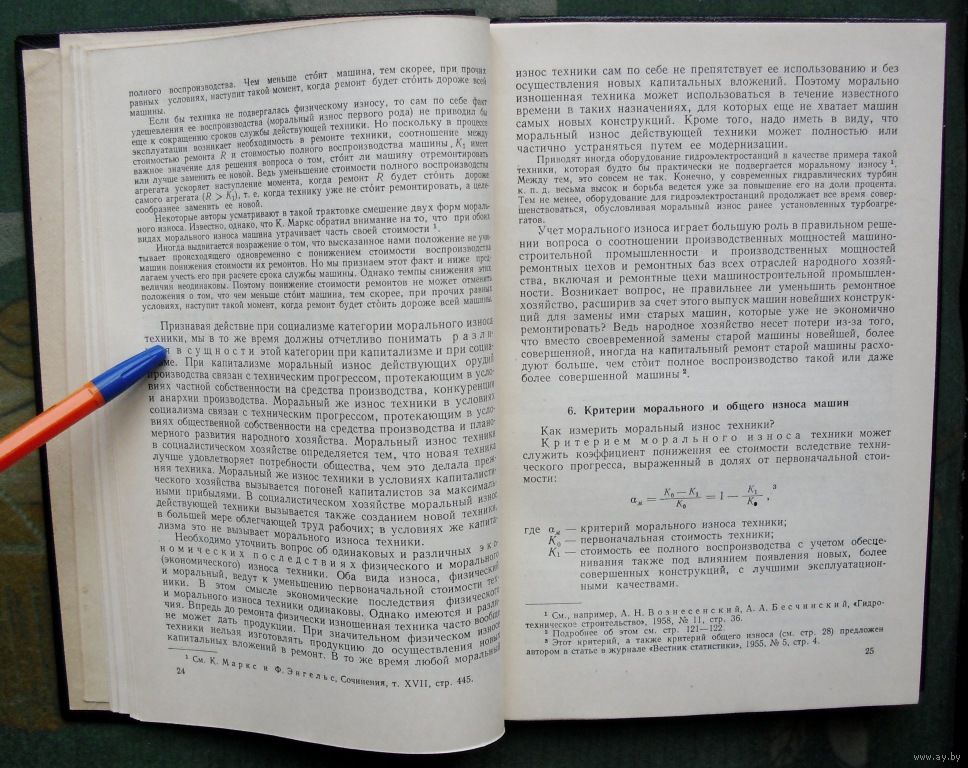 полного воспроизводства. Чем меньше сто́ит машина, тем скорее, при прочих
равных условиях, наступит такой момент, когда ремонт будет сто́ить дороже всей
машины.
Если бы техника не подвергалась физическому износу, то сам по себе факт
удешевления ее воспроизводства (моральный износ первого рода) не приводил бы
еще к сокращению сроков службы действующей техники. Но поскольку в процессе
эксплуатации возникает необходимость в ремонте техники, соотношение между
стоимостью ремонта R и стоимостью полного воспроизводства машины K₁ имеет
важное значение для решения вопроса о том, сто́ит ли машину отремонтировать
или лучше заменить ее новой. Ведь уменьшение стоимости полного воспроизводства
агрегата ускоряет наступление момента, когда ремонт R будет сто́ить дороже
самого агрегата (R > K₁), т. е. когда технику уже не сто́ит ремонтировать, а целе-
сообразнее заменить ее новой.
Некоторые авторы усматривают в такой трактовке смешение двух форм мораль-
ного износа. Известно, однако, что К. Маркс обратил внимание на то, что при обоих
видах морального износа машина утрачивает часть своей стоимости ¹.
Иногда выдвигается возражение о том, что высказанное нами положение не учи-
тывает происходящего одновременно с понижением стоимости воспроизводства
машин понижения стоимости их ремонтов. Но мы признаем этот факт и ниже пред-
лагаем учесть его при расчете срока службы машины. Однако темпы снижения этих
величин неодинаковы. Поэтому понижение стоимости ремонтов не может отменить
положения о том, что чем меньше сто́ит машина, тем скорее, при прочих равных
условиях, наступит такой момент, когда ремонт будет сто́ить дороже всей машины.
Признавая действие при социализме категории морального износа
техники, мы в то же время должны отчетливо понимать разли-
я в сущности этой категории при капитализме и при социа-
ме. При капитализме моральный износ действующих орудий
производства связан с техническим прогрессом, протекающим в усло-
виях частной собственности на средства производства, конкуренции
и анархии производства. Моральный же износ техники в условиях
социализма связан с техническим прогрессом, протекающим в усло-
виях общественной собственности на средства производства и плано-
мерного развития народного хозяйства. Моральный износ техники
в социалистическом хозяйстве определяется тем, что новая техника
лучше удовлетворяет потребности общества, чем это делала преж-
няя техника. Моральный же износ техники в условиях капиталисти-
ческого хозяйства вызывается погоней капиталистов за максималь-
ными прибылями. В социалистическом хозяйстве моральный износ
действующей техники вызывается также созданием новой техники,
в большей мере облегчающей труд рабочих; в условиях же капита-
лизма это не вызывает морального износа техники.
Необходимо уточнить вопрос об одинаковых и различных эко-
номических последствиях физического и морального
(экономического) износа техники. Оба вида износа, физический
и моральный, ведут к уменьшению первоначальной стоимости тех-
ники. В этом смысле экономические последствия физического
и морального износа техники одинаковы. Однако имеются и разли-
чия. Впредь до ремонта физически изношенная техника часто вообще
не может дать продукции. При значительном физическом износе
техники нельзя изготовлять продукцию до осуществления новых
капитальных вложений в ремонт. В то же время любой моральный
¹ См. К. Маркс и Ф. Энгельс, Сочинения, т. XVII, стр. 445.
24
износ техники сам по себе не препятствует ее использованию и без
осуществления новых капитальных вложений. Поэтому морально
изношенная техника может использоваться в течение известного
времени в таких назначениях, для которых еще не хватает машин
самых новых конструкций. Кроме того, надо иметь в виду, что
моральный износ действующей техники может полностью или
частично устраняться путем ее модернизации.
Приводят иногда оборудование гидроэлектростанций в качестве примера такой
техники, которая будто бы практически не подвергается моральному износу ¹.
Между тем, это совсем не так. Конечно, у современных гидравлических турбин
к. п. д. весьма высок и борьба ведется уже за повышение его на доли процента.
Тем не менее, оборудование для гидроэлектростанций продолжает все время совер-
шенствоваться, обусловливая моральный износ ранее установленных турбоагре-
гатов.
Учет морального износа играет большую роль в правильном реше-
нии вопроса о соотношении производственных мощностей машино-
строительной промышленности и производственных мощностей
ремонтных цехов и ремонтных баз всех отраслей народного хозяй-
ства, включая и ремонтные цехи машиностроительной промышлен-
ности. Возникает вопрос, не правильнее ли уменьшить ремонтное
хозяйство, расширив за счет этого выпуск машин новейших конструк-
ций для замены ими старых машин, которые уже не экономично
ремонтировать? Ведь народное хозяйство несет потери из-за того,
что вместо своевременной замены старой машины новейшей, более
совершенной, иногда на капитальный ремонт старой машины расхо-
дуют больше, чем сто́ит полное воспроизводство такой или даже
более совершенной машины ².
6. Критерии морального и общего износа машин
Как измерить моральный износ техники?
Критерием морального износа техники может
служить коэффициент понижения ее стоимости вследствие техни-
ческого прогресса, выраженный в долях от первоначальной стои-
мости:
αм = (K₀ — K₁) / K₀ = 1 — K₁ / K₀, ³
где αм — критерий морального износа техники;
K₀ — первоначальная стоимость техники;
K₁ — стоимость ее полного воспроизводства с учетом обесце-
нивания также под влиянием появления новых, более
совершенных конструкций, с лучшими эксплуатацион-
ными качествами.
¹ См., например, А. Н. Вознесенский, А. А. Бесчинский, «Гидро-
техническое строительство», 1958, № 11, стр. 36.
² Подробнее об этом см. стр. 121—122.
³ Этот критерий, а также критерий общего износа (см. стр. 28) предложен
автором в статье в журнале «Вестник статистики», 1955, № 5, стр. 4.
25
www.ay.by